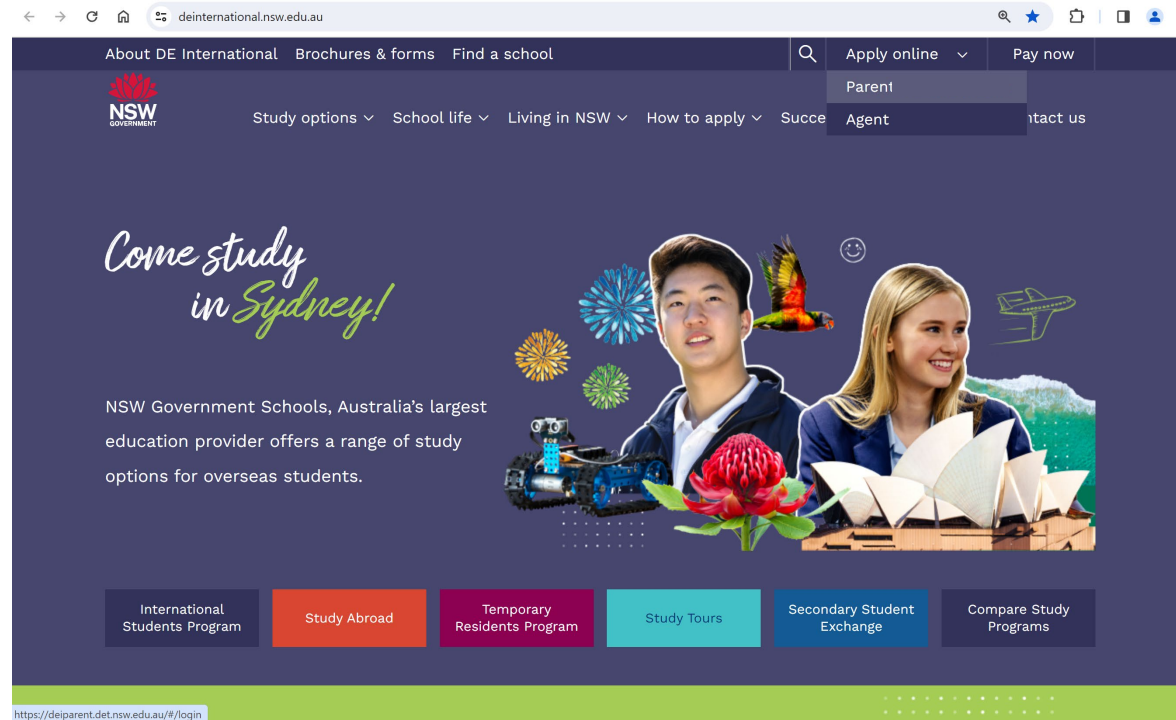 deinternational.nsw.edu.au
About DE International Brochures & forms Find a school Apply online Pay now
Parent
NSW
GOVERNMENT
Study options School life Living in NSW How to apply Succe Agent ntact us
Come study
in Sydney!
NSW Government Schools, Australia’s largest
education provider offers a range of study
options for overseas students.
International
Students Program
Study Abroad
Temporary
Residents Program
Study Tours
Secondary Student
Exchange
Compare Study
Programs
https://deiparent.det.nsw.edu.au/#/login